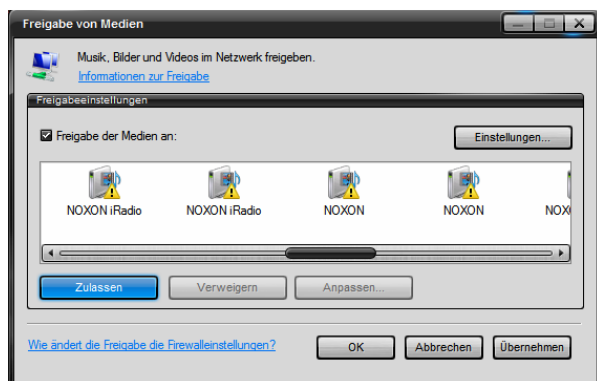 Freigabe von Medien
Musik, Bilder und Videos im Netzwerk freigeben.
Informationen zur Freigabe
Freigabeeinstellungen
Freigabe der Medien an:
Einstellungen...
NOXON iRadio NOXON iRadio NOXON NOXON
Zulassen Verweigern Anpassen...
Wie ändert die Freigabe die Firewalleinstellungen?
OK Abbrechen Übernehmen